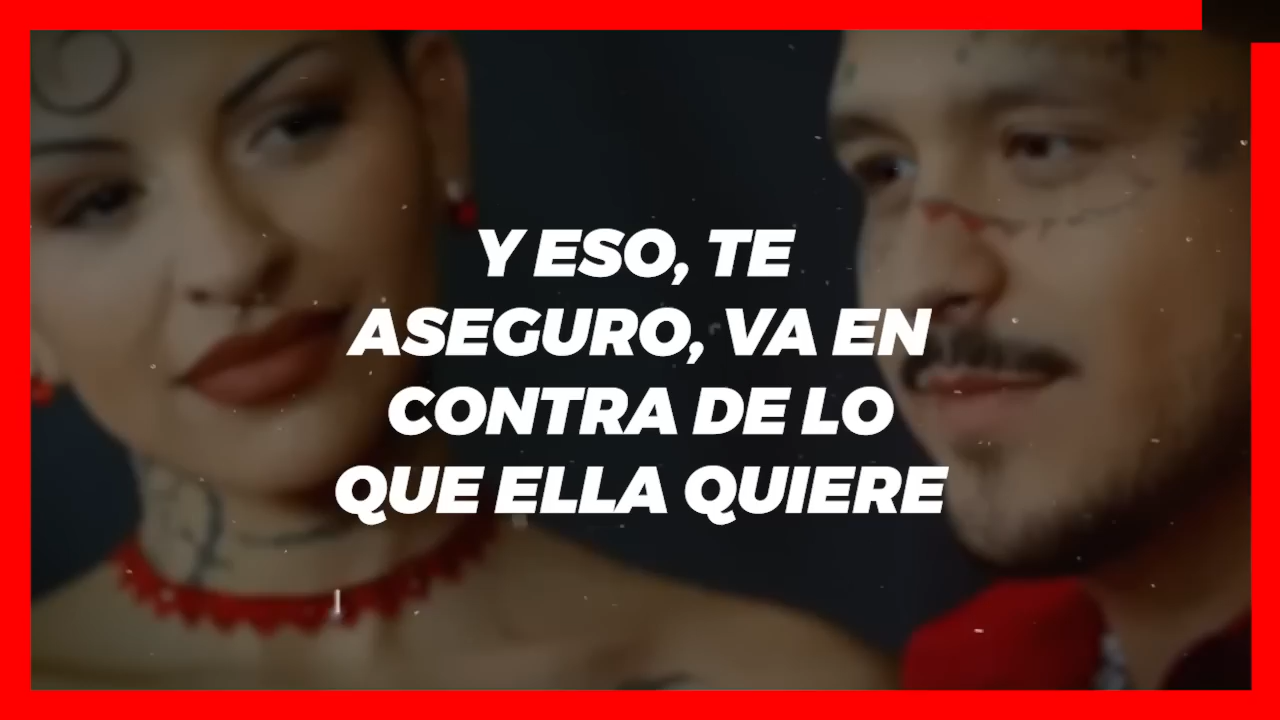 Y ESO, TE
ASEGURO, VA EN
CONTRA DE LO
QUE ELLA QUIERE